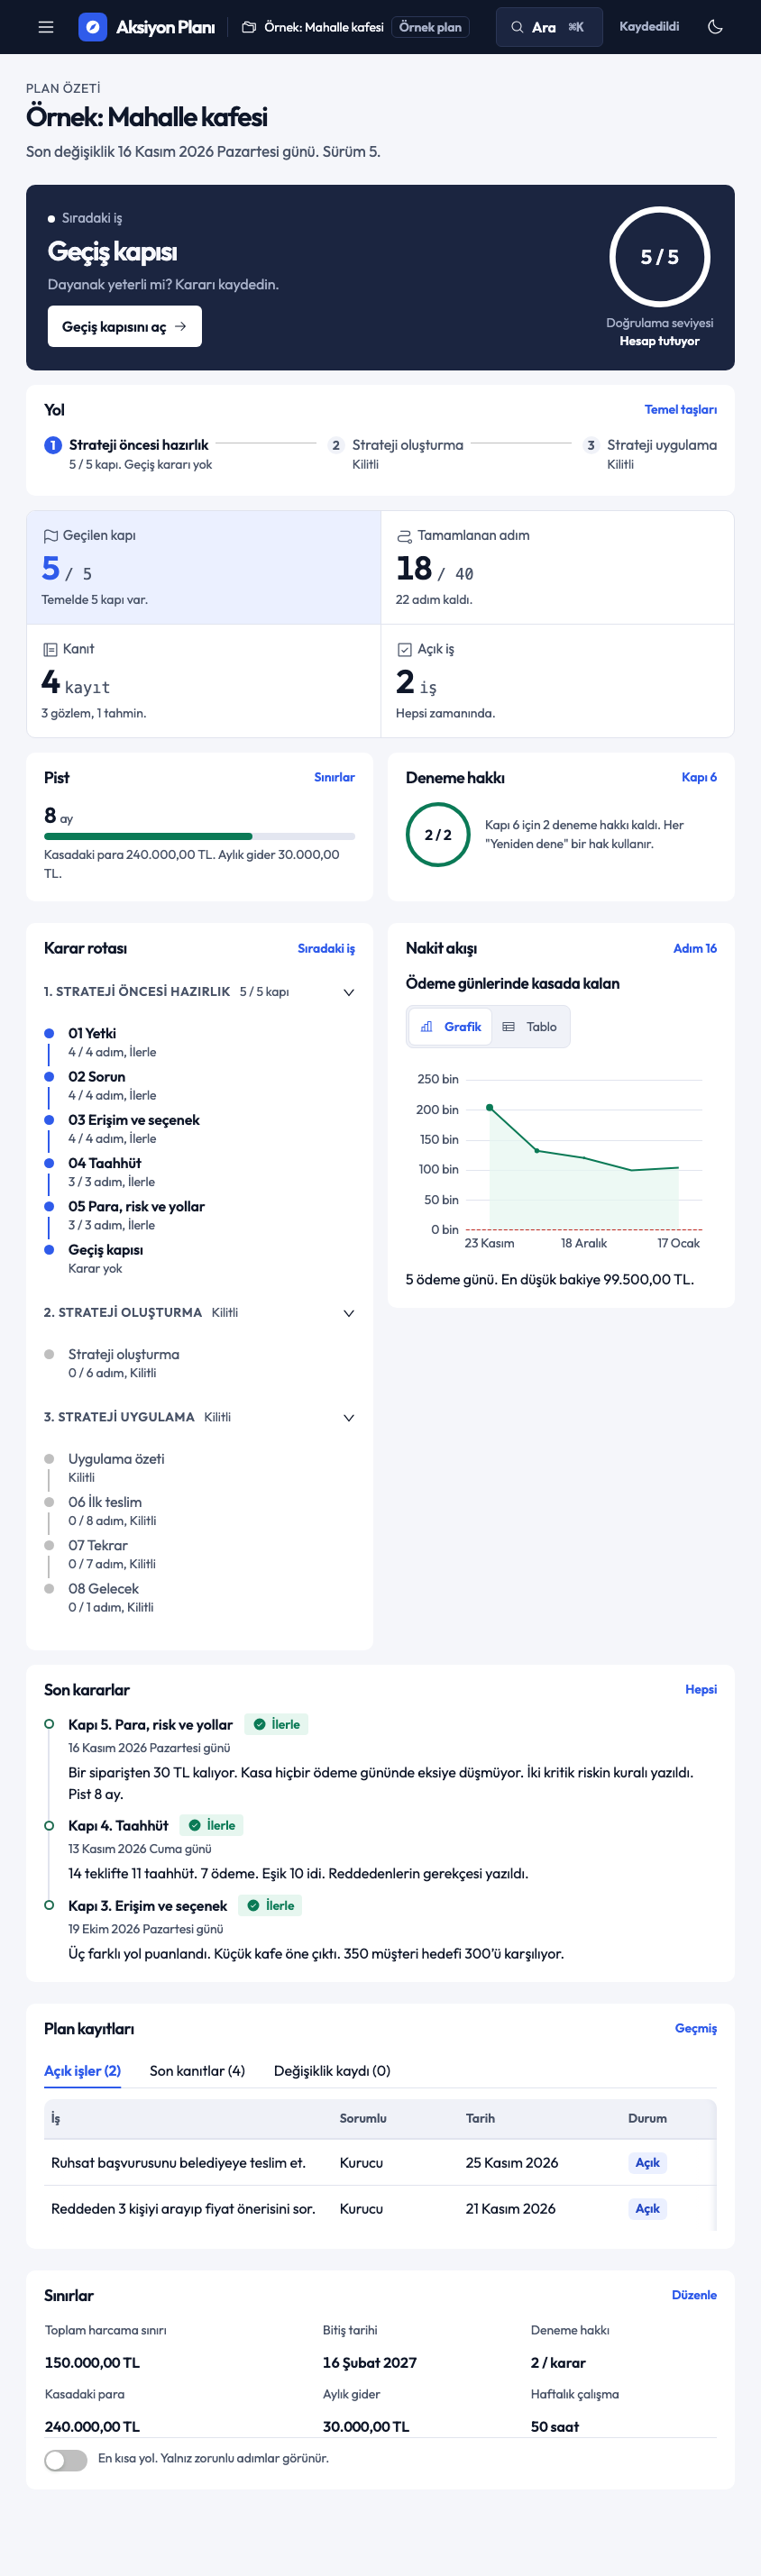 Aksiyon Planı
Örnek: Mahalle kafesi
Örnek plan
Ara ⌘K
Kaydedildi
PLAN ÖZETİ
Örnek: Mahalle kafesi
Son değişiklik 16 Kasım 2026 Pazartesi günü. Sürüm 5.
Sıradaki iş
Geçiş kapısı
Dayanak yeterli mi? Kararı kaydedin.
Geçiş kapısını aç
5 / 5
Doğrulama seviyesi
Hesap tutuyor
Yol
Temel taşları
1 Strateji öncesi hazırlık
5 / 5 kapı. Geçiş kararı yok
2 Strateji oluşturma
Kilitli
3 Strateji uygulama
Kilitli
Geçilen kapı
5 / 5
Temelde 5 kapı var.
Tamamlanan adım
18 / 40
22 adım kaldı.
Kanıt
4 kayıt
3 gözlem, 1 tahmin.
Açık iş
2 iş
Hepsi zamanında.
Pist
Sınırlar
8 ay
Kasadaki para 240.000,00 TL. Aylık gider 30.000,00
TL.
Deneme hakkı
Kapı 6
2 / 2
Kapı 6 için 2 deneme hakkı kaldı. Her
"Yeniden dene" bir hak kullanır.
Karar rotası
Sıradaki iş
1. STRATEJİ ÖNCESİ HAZIRLIK 5 / 5 kapı
01 Yetki
4 / 4 adım, İlerle
02 Sorun
4 / 4 adım, İlerle
03 Erişim ve seçenek
4 / 4 adım, İlerle
04 Taahhüt
3 / 3 adım, İlerle
05 Para, risk ve yollar
3 / 3 adım, İlerle
Geçiş kapısı
Karar yok
2. STRATEJİ OLUŞTURMA Kilitli
Strateji oluşturma
0 / 6 adım, Kilitli
3. STRATEJİ UYGULAMA Kilitli
Uygulama özeti
Kilitli
06 İlk teslim
0 / 8 adım, Kilitli
07 Tekrar
0 / 7 adım, Kilitli
08 Gelecek
0 / 1 adım, Kilitli
Nakit akışı
Adım 16
Ödeme günlerinde kasada kalan
Grafik
Tablo
250 bin
200 bin
150 bin
100 bin
50 bin
0 bin
23 Kasım
18 Aralık
17 Ocak
5 ödeme günü. En düşük bakiye 99.500,00 TL.
Son kararlar
Hepsi
Kapı 5. Para, risk ve yollar İlerle
16 Kasım 2026 Pazartesi günü
Bir siparişten 30 TL kalıyor. Kasa hiçbir ödeme gününde eksiye düşmüyor. İki kritik riskin kuralı yazıldı.
Pist 8 ay.
Kapı 4. Taahhüt İlerle
13 Kasım 2026 Cuma günü
14 teklifte 11 taahhüt. 7 ödeme. Eşik 10 idi. Reddedenlerin gerekçesi yazıldı.
Kapı 3. Erişim ve seçenek İlerle
19 Ekim 2026 Pazartesi günü
Üç farklı yol puanlandı. Küçük kafe öne çıktı. 350 müşteri hedefi 300'ü karşılıyor.
Plan kayıtları
Geçmiş
Açık işler (2)
Son kanıtlar (4)
Değişiklik kaydı (0)
İş
Sorumlu
Tarih
Durum
Ruhsat başvurusunu belediyeye teslim et.
Kurucu
25 Kasım 2026
Açık
Reddeden 3 kişiyi arayıp fiyat önerisini sor.
Kurucu
21 Kasım 2026
Açık
Sınırlar
Düzenle
Toplam harcama sınırı
Bitiş tarihi
Deneme hakkı
150.000,00 TL
16 Şubat 2027
2 / karar
Kasadaki para
Aylık gider
Haftalık çalışma
240.000,00 TL
30.000,00 TL
50 saat
En kısa yol. Yalnız zorunlu adımlar görünür.